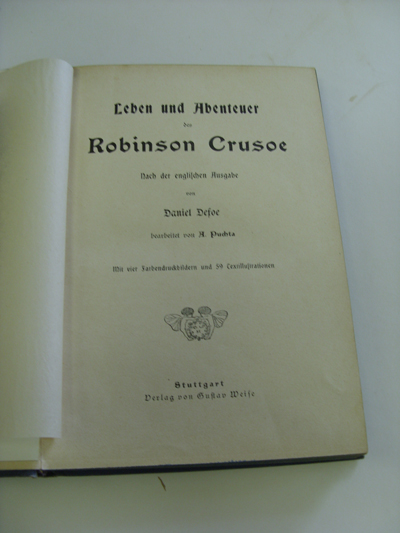 Leben und Abenteuer
des
Robinson Crusoe
Nach der englischen Ausgabe
von
Daniel Defoe
bearbeitet von A. Puchta
Mit vier Farbendruckbildern und 59 Textillustrationen
Stuttgart
Verlag von Gustav Weise